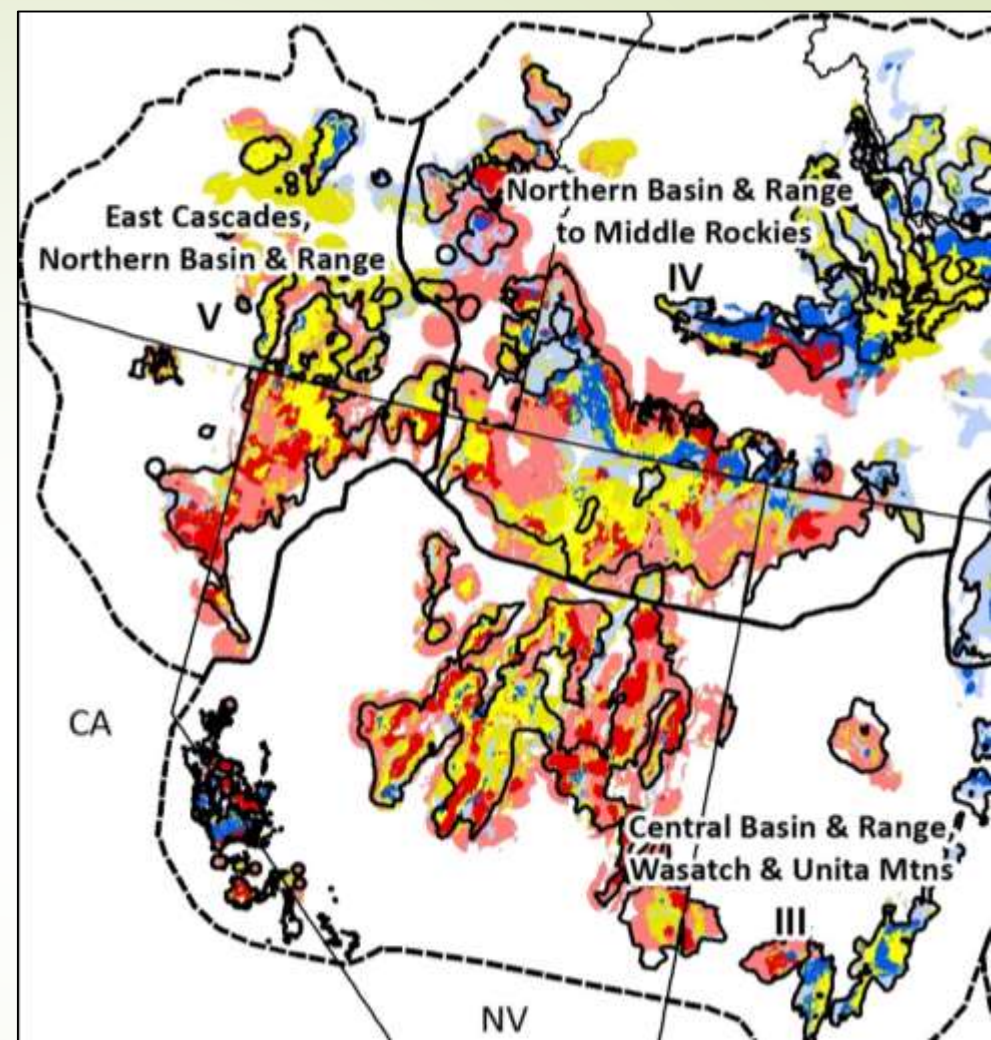 Northern Basin & Range
to Middle Rockies
IV
East Cascades,
Northern Basin & Range
V
CA
Central Basin & Range,
Wasatch & Unita Mtns
III
NV